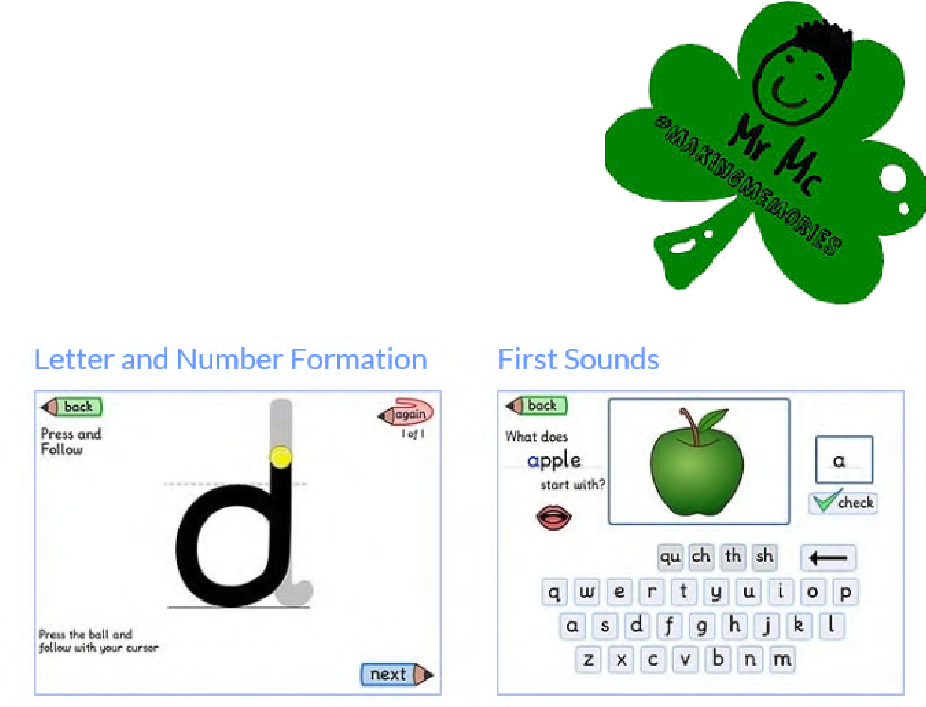 Mr Mc
#MAKINGMEMORIES
Letter and Number Formation
back
again
1 of 1
Press and
Follow
d
Press the ball and
follow with your cursor
next
First Sounds
back
What does
apple
start with?
a
check
qu ch th sh
q w e r t y u i o p
a s d f g h j k l
z x c v b n m